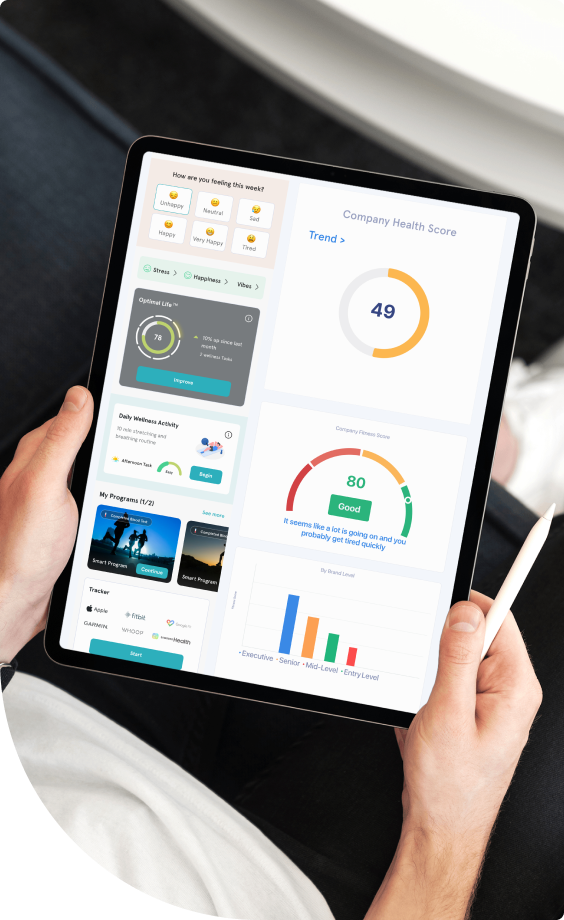 How are you feeling this week?
Unhappy
Neutral
Sad
Happy
Very Happy
Tired
Stress >
Happiness >
Vibes >
Optimal Life™
78
10% up since last
month
2 wellness Tasks
Improve
Daily Wellness Activity
10 min stretching and
breathing routine
Afternoon Task
Easy
Begin
My Programs (1/2)
See more
Smart Program
Continue
Smart Program
Tracker
Apple
fitbit
GARMIN
WHOOP
Health
Start
Company Health Score
Trend >
49
Company Fitness Score
80
Good
It seems like a lot is going on and you
probably get tired quickly
By Brand Level
•Executive •Senior •Mid-Level •Entry Level